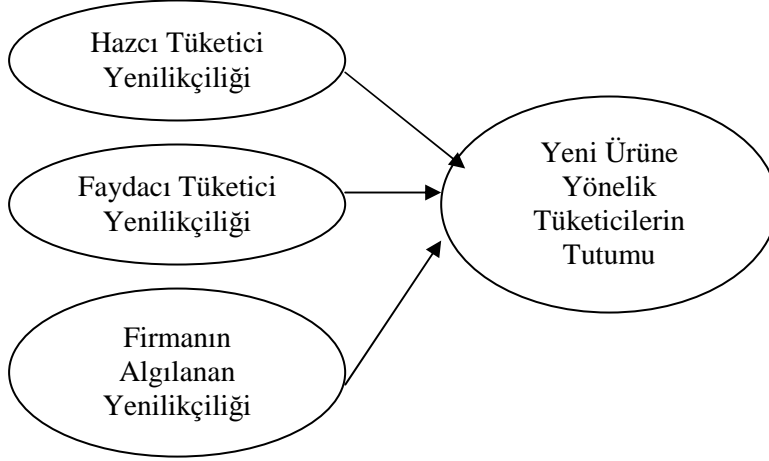 Hazcı Tüketici
Yenilikçiliği
Faydacı Tüketici
Yenilikçiliği
Firmanın
Algılanan
Yenilikçiliği
Yeni Ürüne
Yönelik
Tüketicilerin
Tutumu